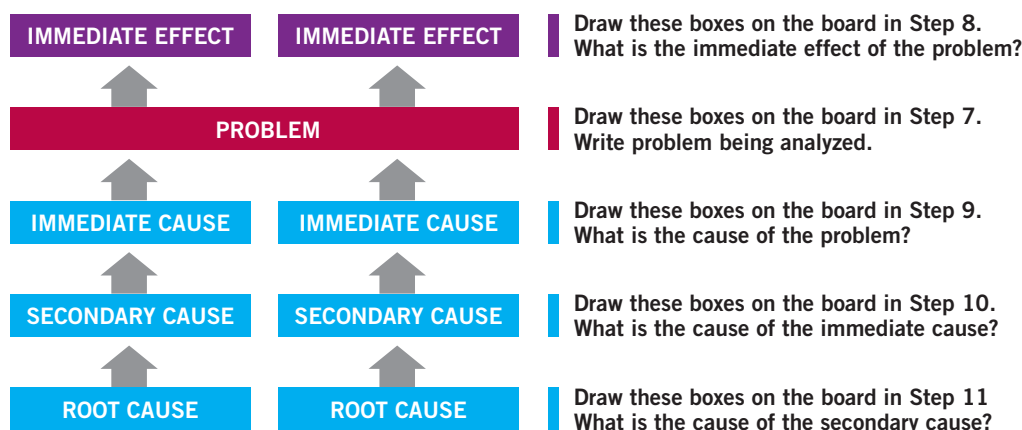 IMMEDIATE EFFECT
IMMEDIATE EFFECT
Draw these boxes on the board in Step 8.
What is the immediate effect of the problem?
PROBLEM
Draw these boxes on the board in Step 7.
Write problem being analyzed.
IMMEDIATE CAUSE
IMMEDIATE CAUSE
Draw these boxes on the board in Step 9.
What is the cause of the problem?
SECONDARY CAUSE
SECONDARY CAUSE
Draw these boxes on the board in Step 10.
What is the cause of the immediate cause?
ROOT CAUSE
ROOT CAUSE
Draw these boxes on the board in Step 11
What is the cause of the secondary cause?